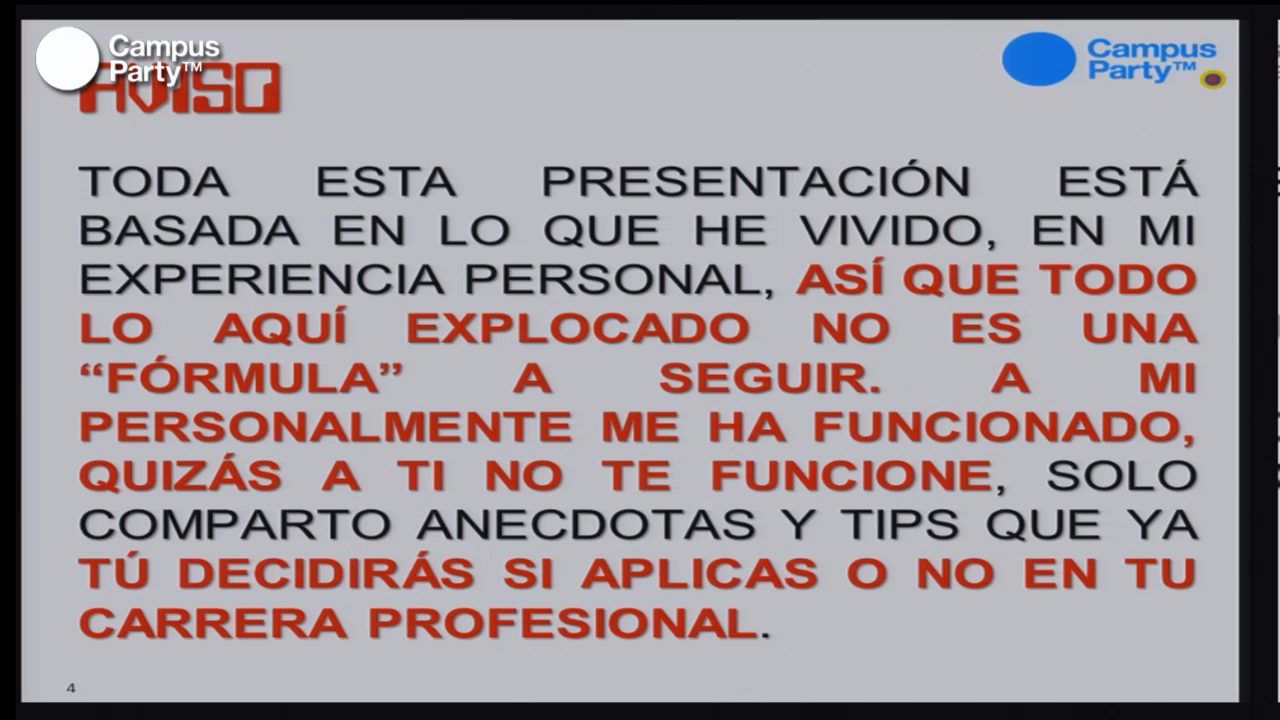 Campus
Party™
AVISO
Campus
Party™
TODA ESTA PRESENTACIÓN ESTÁ
BASADA EN LO QUE HE VIVIDO, EN MI
EXPERIENCIA PERSONAL, ASÍ QUE TODO
LO AQUÍ EXPLOCADO NO ES UNA
“FÓRMULA” A SEGUIR. A MI
PERSONALMENTE ME HA FUNCIONADO,
QUIZÁS A TI NO TE FUNCIONE, SOLO
COMPARTO ANECDOTAS Y TIPS QUE YA
TÚ DECIDIRÁS SI APLICAS O NO EN TU
CARRERA PROFESIONAL.
4